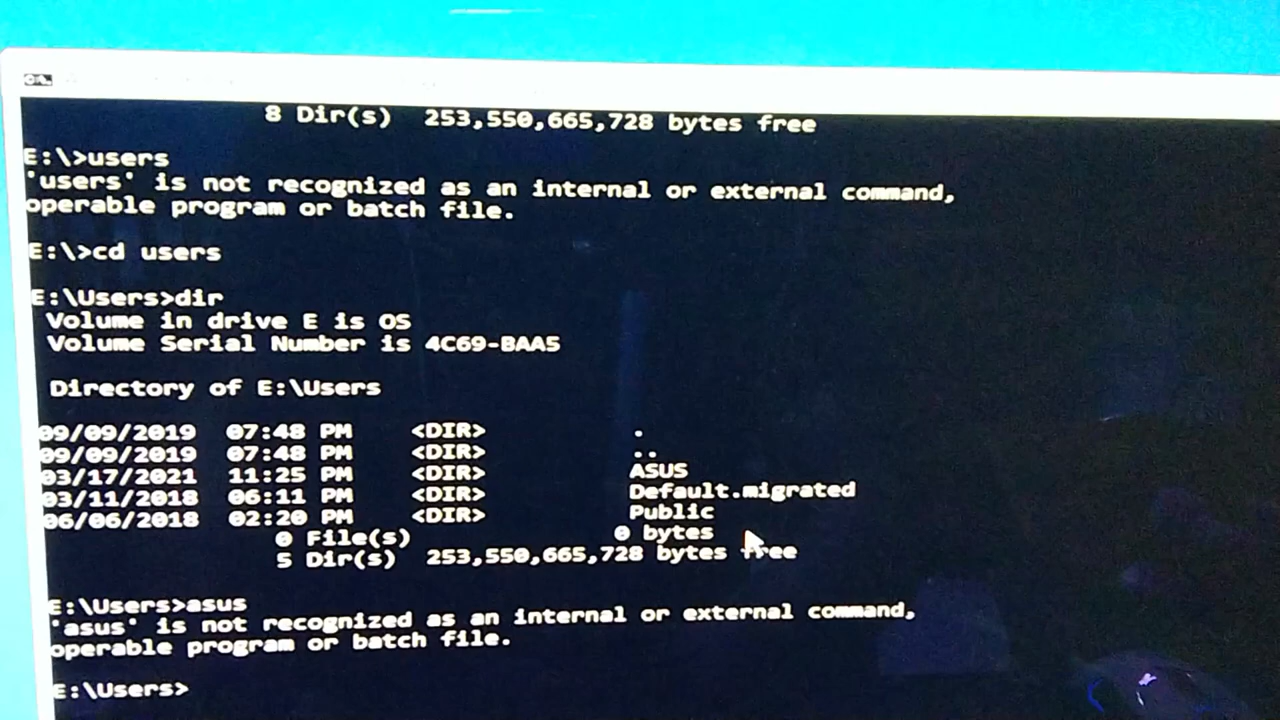 8 Dir(s) 253,550,665,728 bytes free
E:\>users
'users' is not recognized as an internal or external command,
operable program or batch file.
E:\>cd users
E:\Users>dir
Volume in drive E is OS
Volume Serial Number is 4C69-BAA5
Directory of E:\Users
09/09/2019 07:48 PM <DIR> .
09/09/2019 07:48 PM <DIR> ..
03/17/2021 11:25 PM <DIR> ASUS
03/11/2018 06:11 PM <DIR> Default.migrated
06/06/2018 02:20 PM <DIR> Public
0 File(s) 0 bytes
5 Dir(s) 253,550,665,728 bytes free
E:\Users>asus
'asus' is not recognized as an internal or external command,
operable program or batch file.
E:\Users>